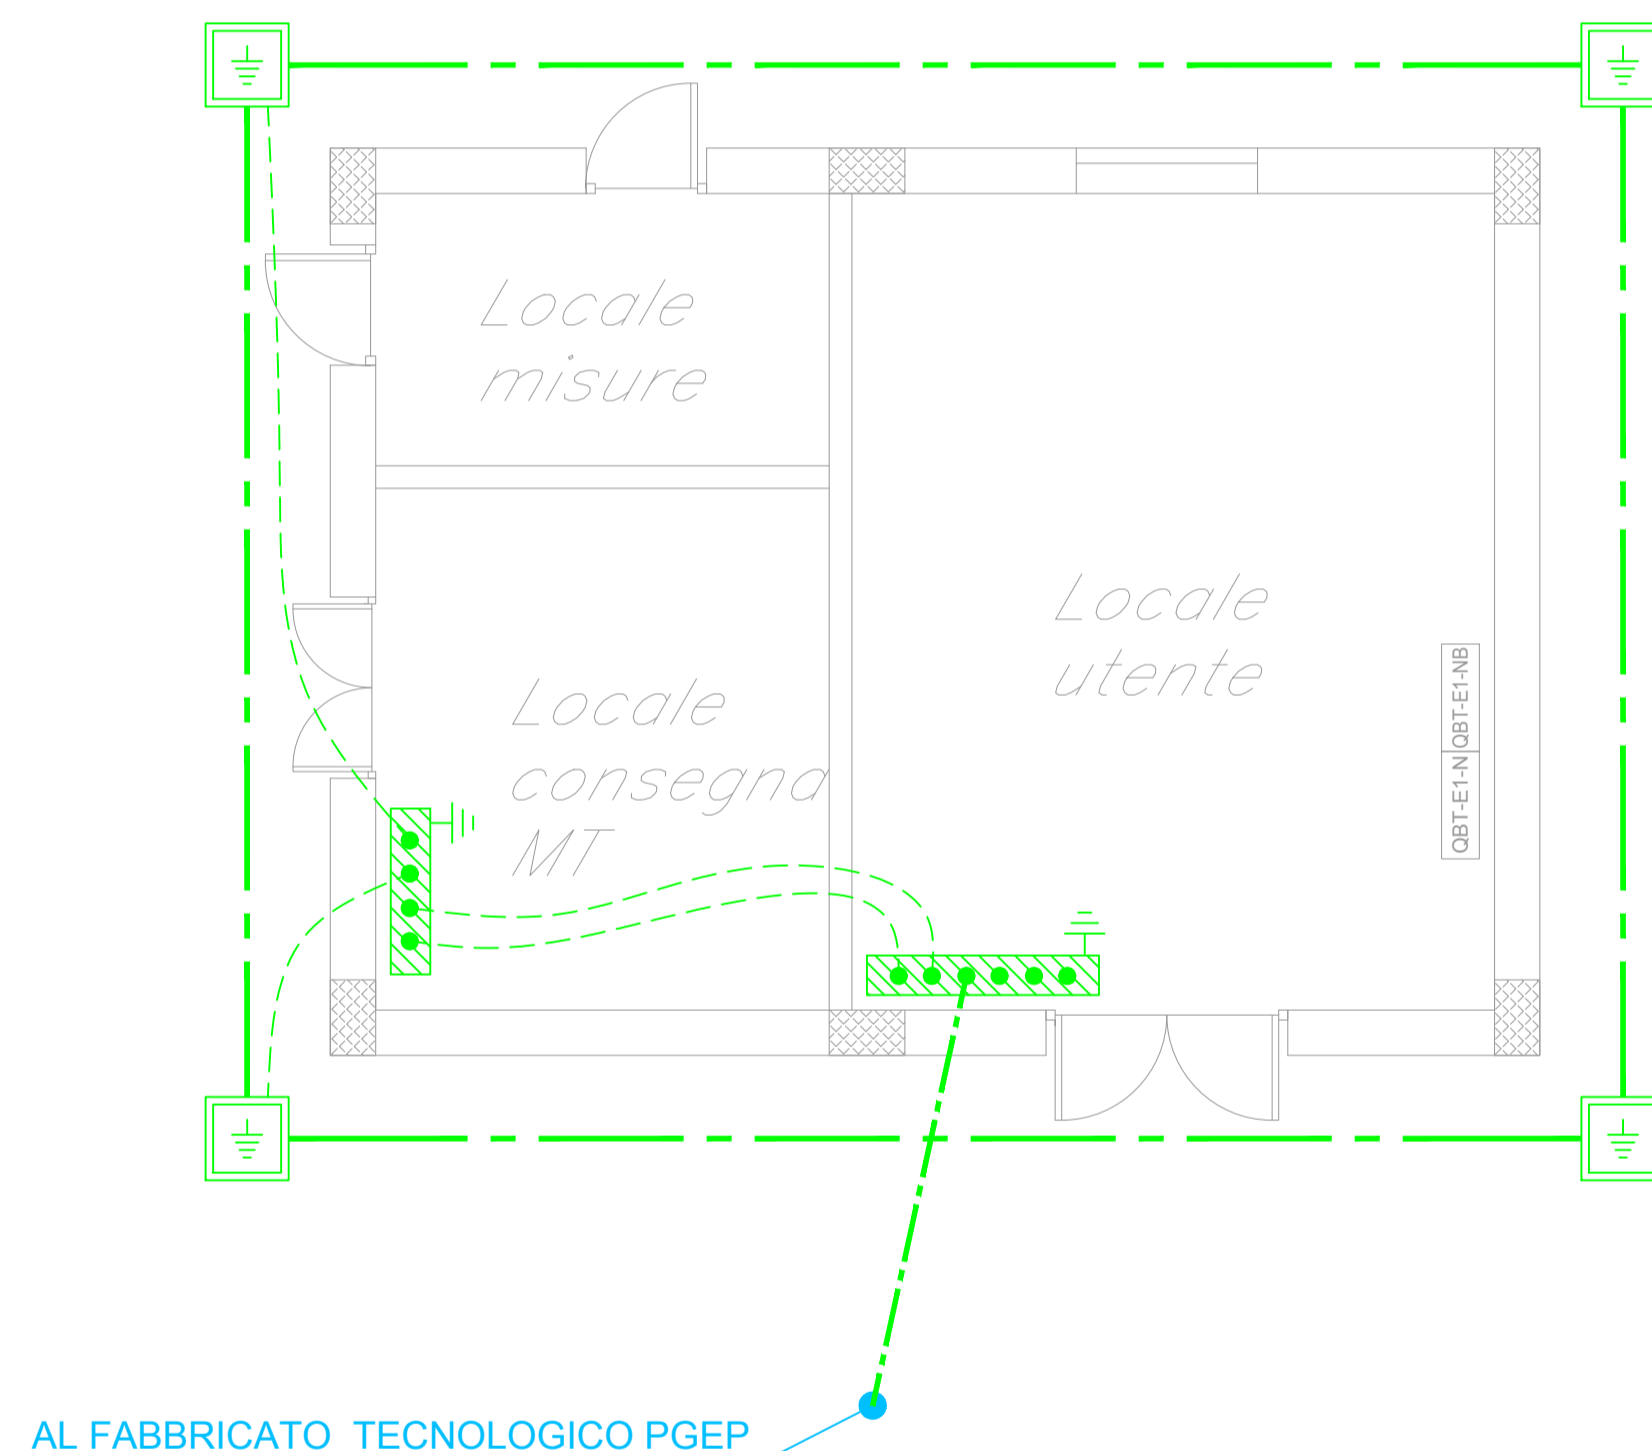 Locale
misure
Locale
utente
Locale
consegna
MT
QBT-E1-NB
QBT-E1-N
AL FABBRICATO TECNOLOGICO PGEP